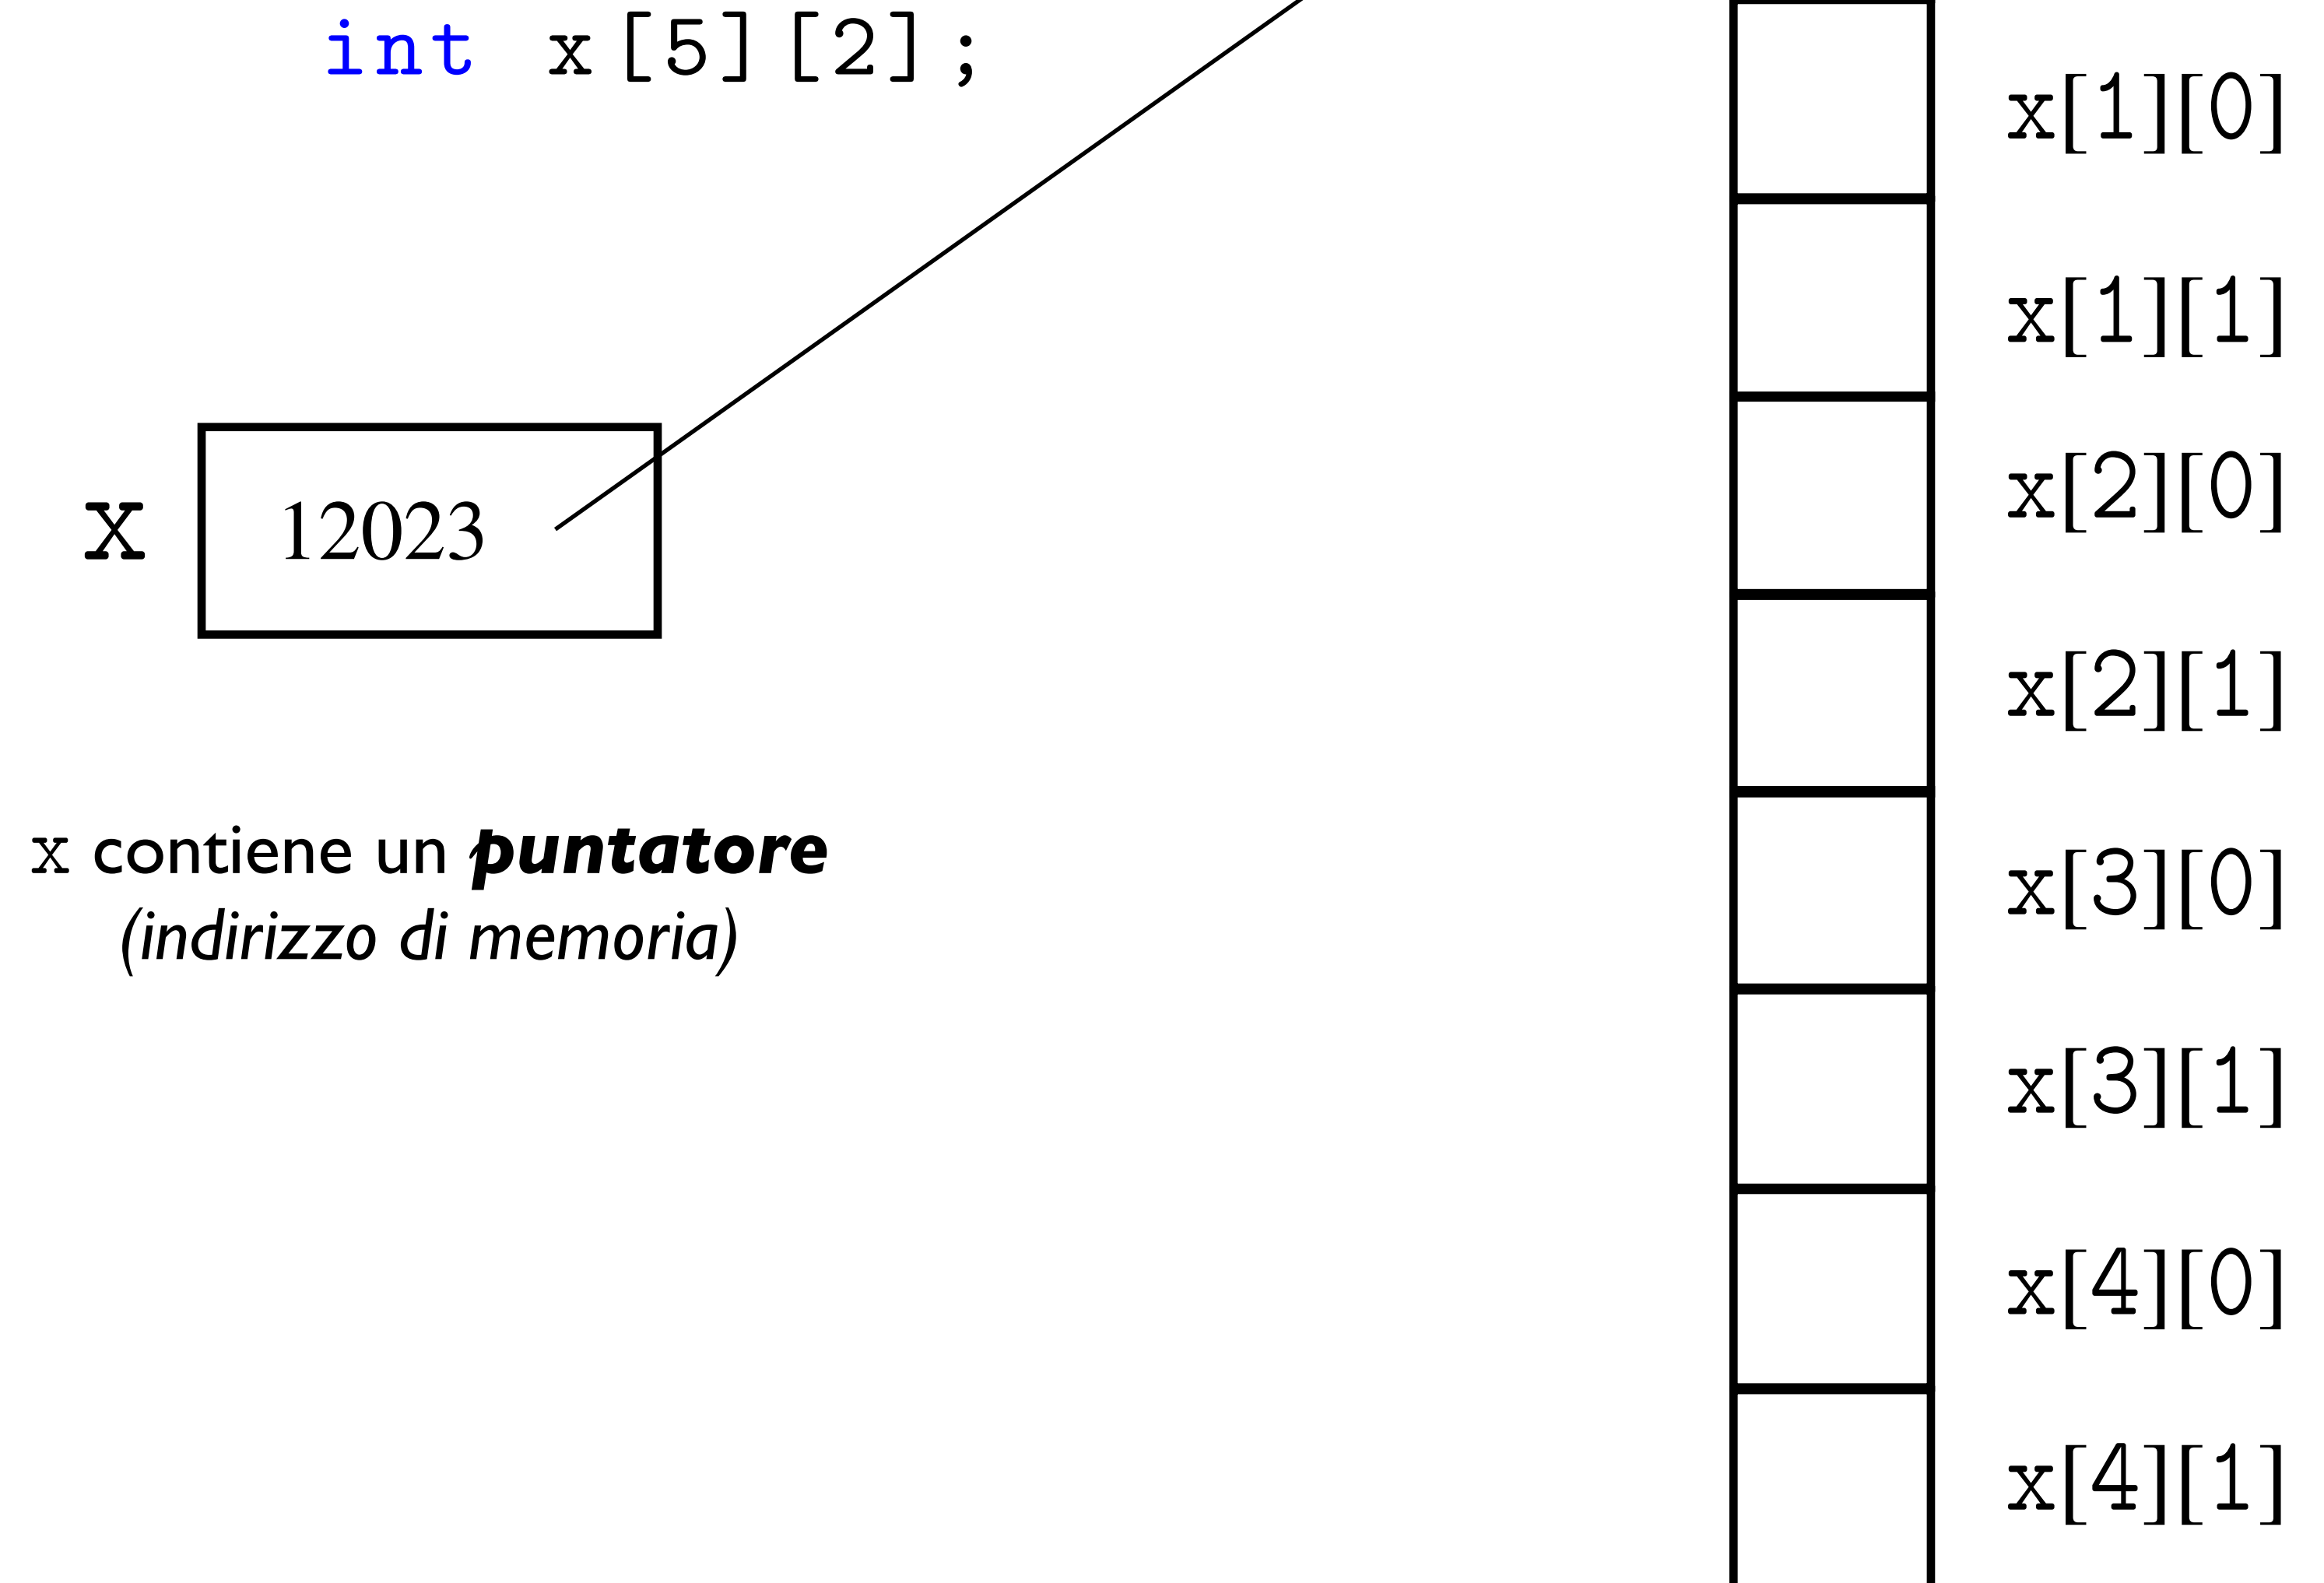 int x[5][2];
x[1][0]
x[1][1]
x 12023
x[2][0]
x[2][1]
x contiene un puntatore
(indirizzo di memoria)
x[3][0]
x[3][1]
x[4][0]
x[4][1]